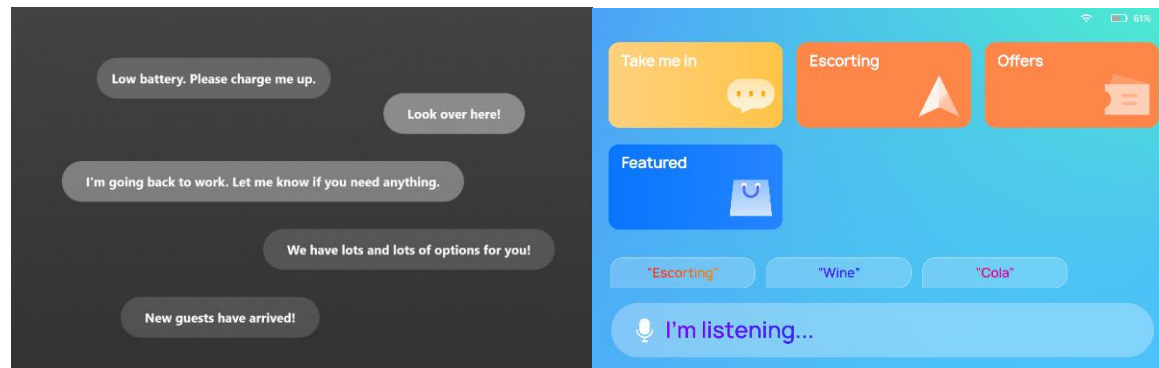 Low battery. Please charge me up.
Look over here!
I'm going back to work. Let me know if you need anything.
We have lots and lots of options for you!
New guests have arrived!
61%
Take me in
Escorting
Offers
Featured
"Escorting"
"Wine"
"Cola"
I'm listening...